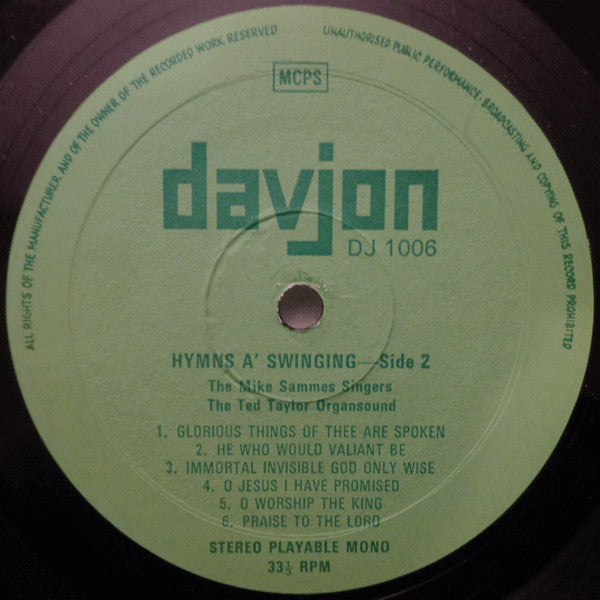 ALL RIGHTS OF THE MANUFACTURER AND OF THE OWNER OF THE RECORDED WORK RESERVED
UNAUTHORISED PUBLIC PERFORMANCE · BROADCASTING AND COPYING OF THIS RECORD PROHIBITED
MCPS
davjon
DJ 1006
HYMNS A' SWINGING—Side 2
The Mike Sammes Singers
The Ted Taylor Organsound
1. GLORIOUS THINGS OF THEE ARE SPOKEN
2. HE WHO WOULD VALIANT BE
3. IMMORTAL INVISIBLE GOD ONLY WISE
4. O JESUS I HAVE PROMISED
5. O WORSHIP THE KING
6. PRAISE TO THE LORD
STEREO PLAYABLE MONO
33⅓ RPM